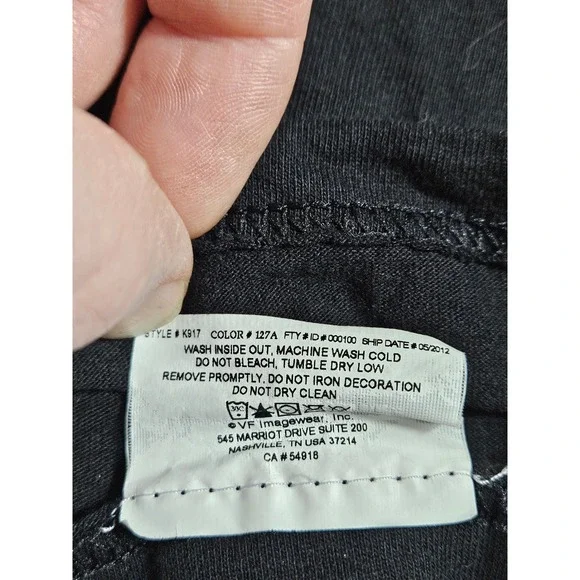 STYLE # K917 COLOR # 127A FTY # ID # 000100 SHIP DATE # 05/2012
WASH INSIDE OUT, MACHINE WASH COLD
DO NOT BLEACH, TUMBLE DRY LOW
REMOVE PROMPTLY, DO NOT IRON DECORATION
DO NOT DRY CLEAN
©VF Imagewear, Inc.
545 MARRIOT DRIVE SUITE 200
NASHVILLE, TN USA 37214
CA # 54918